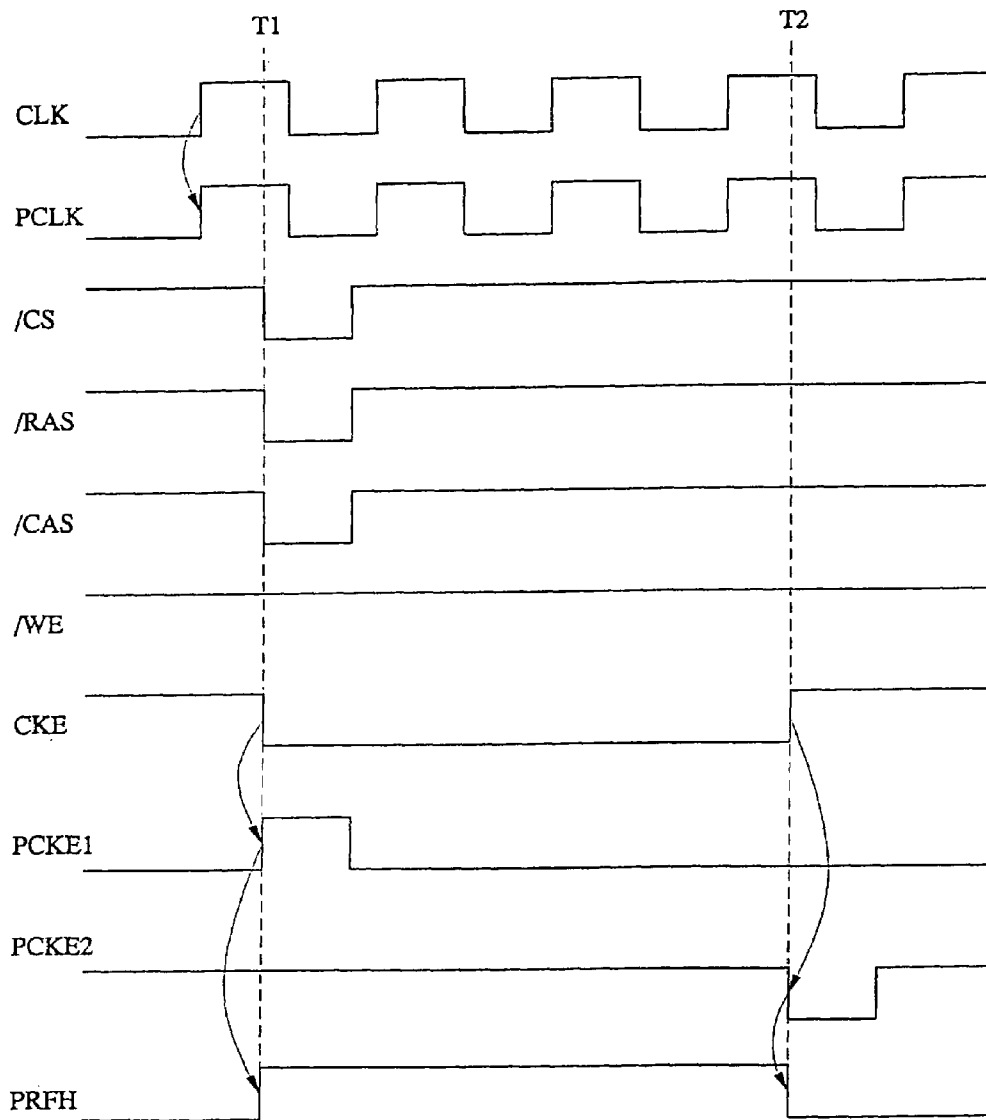 T1 T2
CLK
PCLK
/CS
/RAS
/CAS
/WE
CKE
PCKE1
PCKE2
PRFH